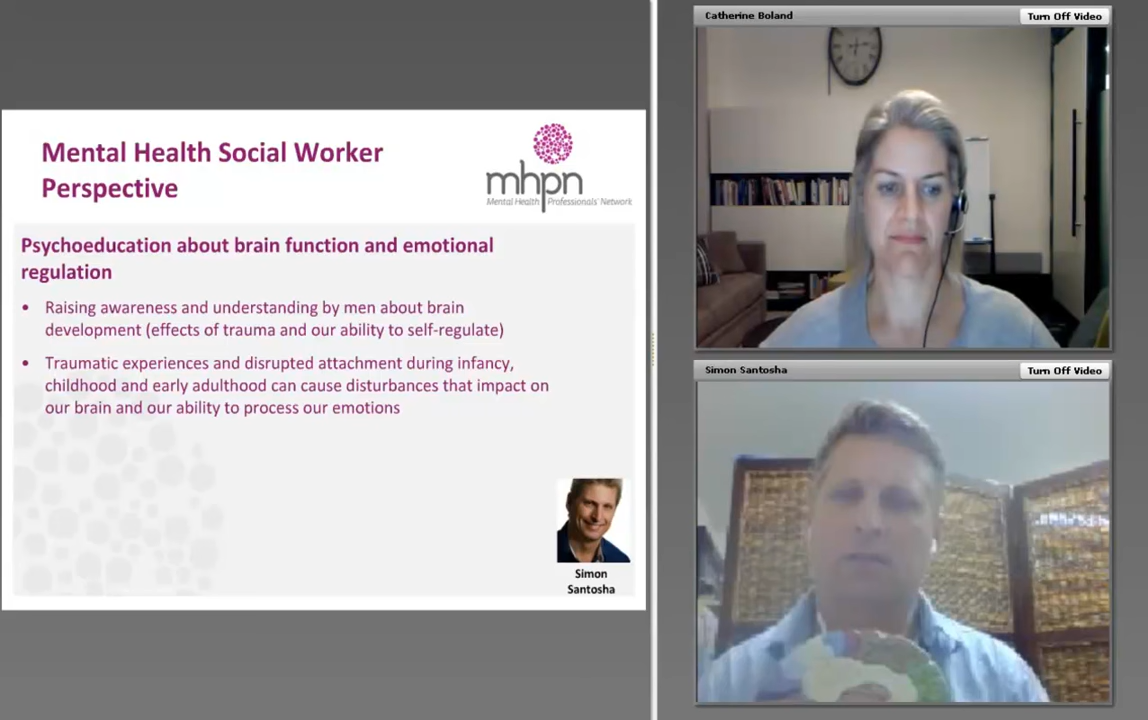 Mental Health Social Worker
Perspective
mhpn
Mental Health Professionals' Network
Psychoeducation about brain function and emotional
regulation
• Raising awareness and understanding by men about brain
development (effects of trauma and our ability to self-regulate)
• Traumatic experiences and disrupted attachment during infancy,
childhood and early adulthood can cause disturbances that impact on
our brain and our ability to process our emotions
Simon
Santosha
Catherine Boland
Turn Off Video
Simon Santosha
Turn Off Video